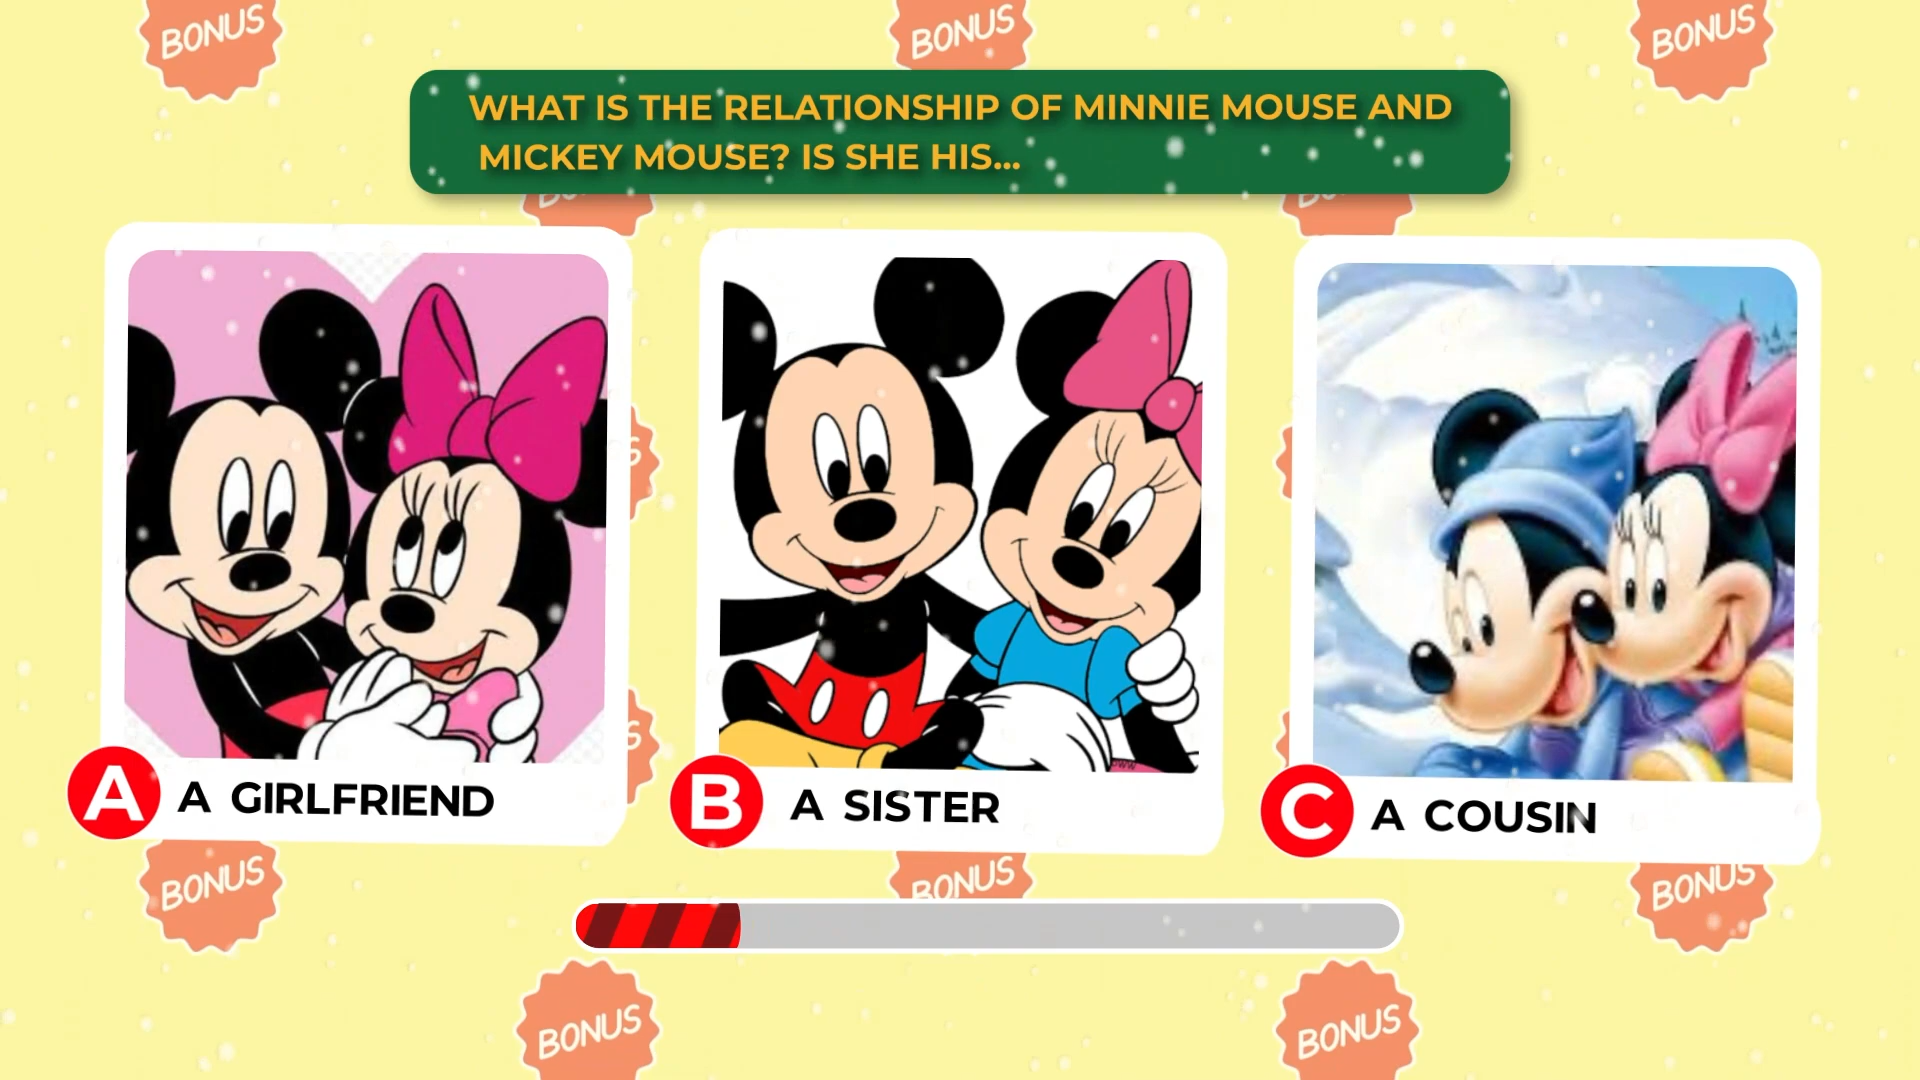 BONUS
BONUS
BONUS
WHAT IS THE RELATIONSHIP OF MINNIE MOUSE AND
MICKEY MOUSE? IS SHE HIS...
A
A GIRLFRIEND
B
A SISTER
C
A COUSIN
BONUS
BONUS
BONUS
BONUS
BONUS